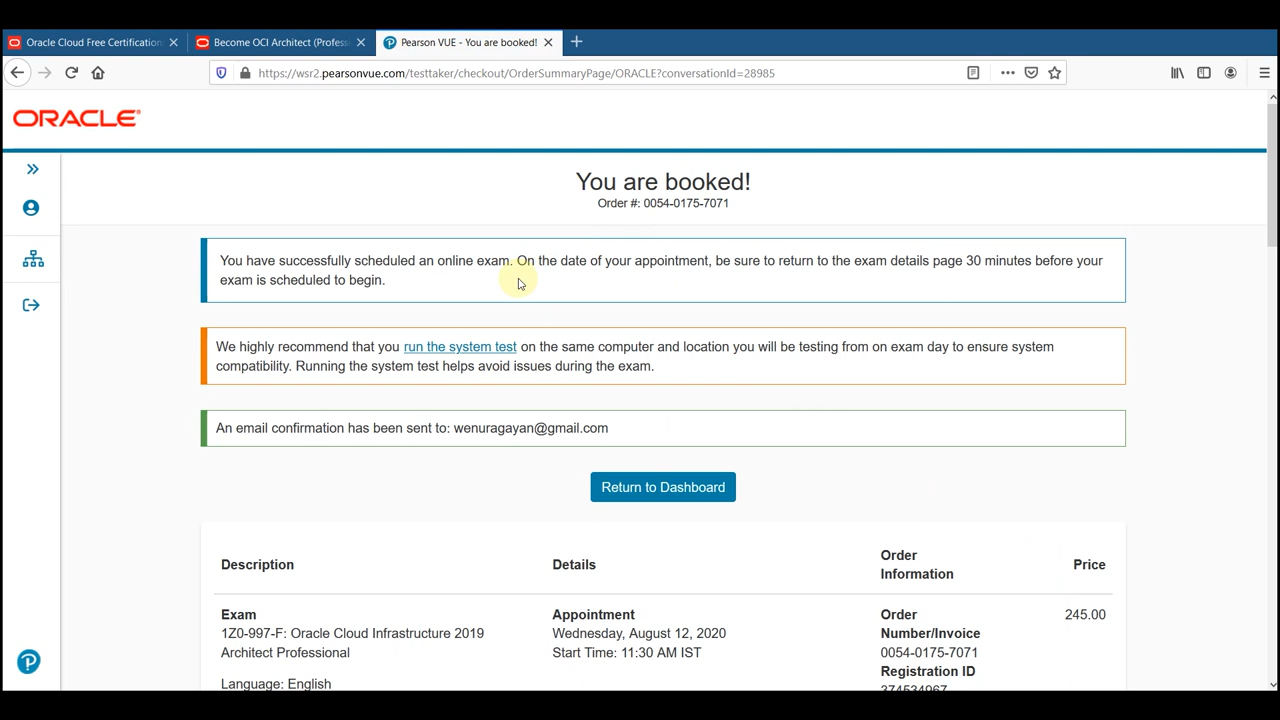 Oracle Cloud Free Certification
Become OCI Architect (Profess
Pearson VUE - You are booked!
https://wsr2.pearsonvue.com/testtaker/checkout/OrderSummaryPage/ORACLE?conversationId=28985
ORACLE
You are booked!
Order #: 0054-0175-7071
You have successfully scheduled an online exam. On the date of your appointment, be sure to return to the exam details page 30 minutes before your
exam is scheduled to begin.
We highly recommend that you run the system test on the same computer and location you will be testing from on exam day to ensure system
compatibility. Running the system test helps avoid issues during the exam.
An email confirmation has been sent to: wenuragayan@gmail.com
Return to Dashboard
Description
Details
Order
Information
Price
Exam
Appointment
Order
245.00
1Z0-997-F: Oracle Cloud Infrastructure 2019
Wednesday, August 12, 2020
Number/Invoice
Architect Professional
Start Time: 11:30 AM IST
0054-0175-7071
Registration ID
Language: English
374534967